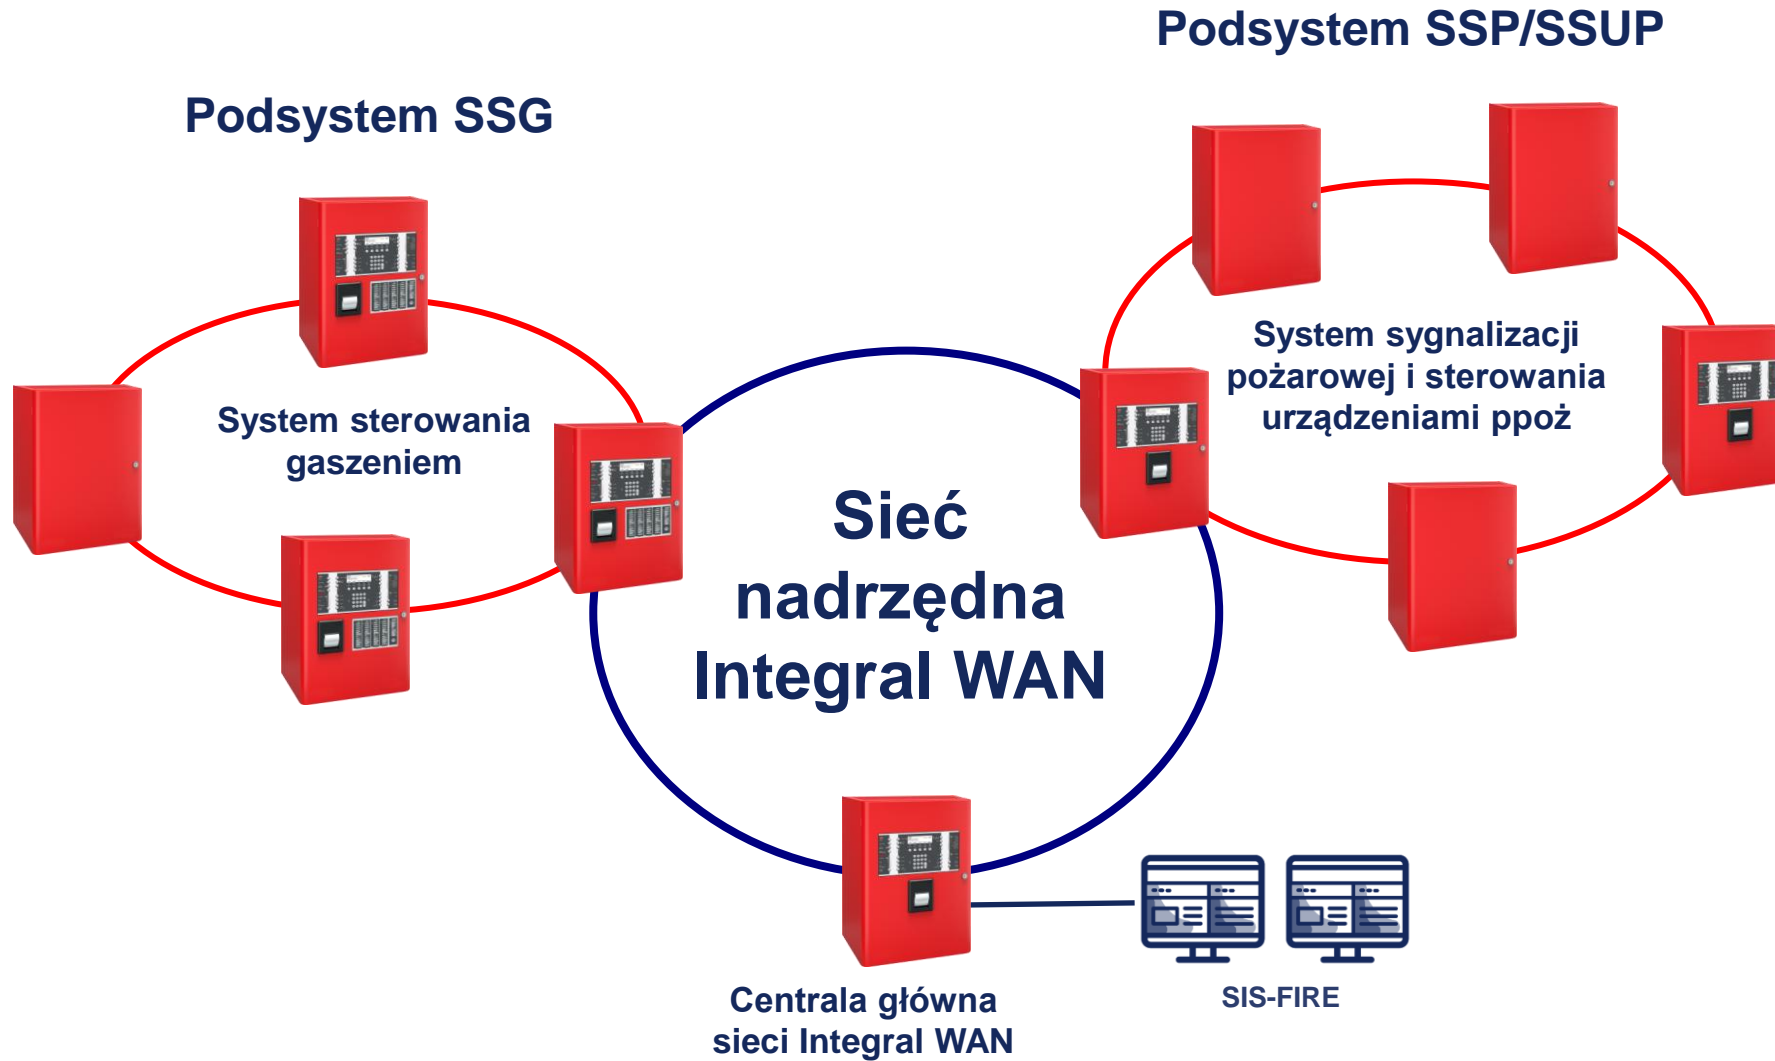 Podsystem SSP/SSUP
Podsystem SSG
System sygnalizacji
pożarowej i sterowania
urządzeniami ppoż
System sterowania
gaszeniem
Sieć
nadrzędna
Integral WAN
Centrala główna
sieci Integral WAN
SIS-FIRE